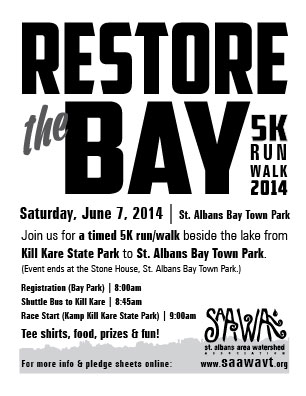 RESTORE
the BAY
5K
RUN
WALK
2014
Saturday, June 7, 2014 | St. Albans Bay Town Park
Join us for a timed 5K run/walk beside the lake from
Kill Kare State Park to St. Albans Bay Town Park.
(Event ends at the Stone House, St. Albans Bay Town Park.)
Registration (Bay Park) | 8:00am
Shuttle Bus to Kill Kare | 8:45am
Race Start (Kamp Kill Kare State Park) | 9:00am
Tee shirts, food, prizes & fun!
SAAWA
st. albans area watershed
ASSOCIATION
For more info & pledge sheets online: www.saawavt.org